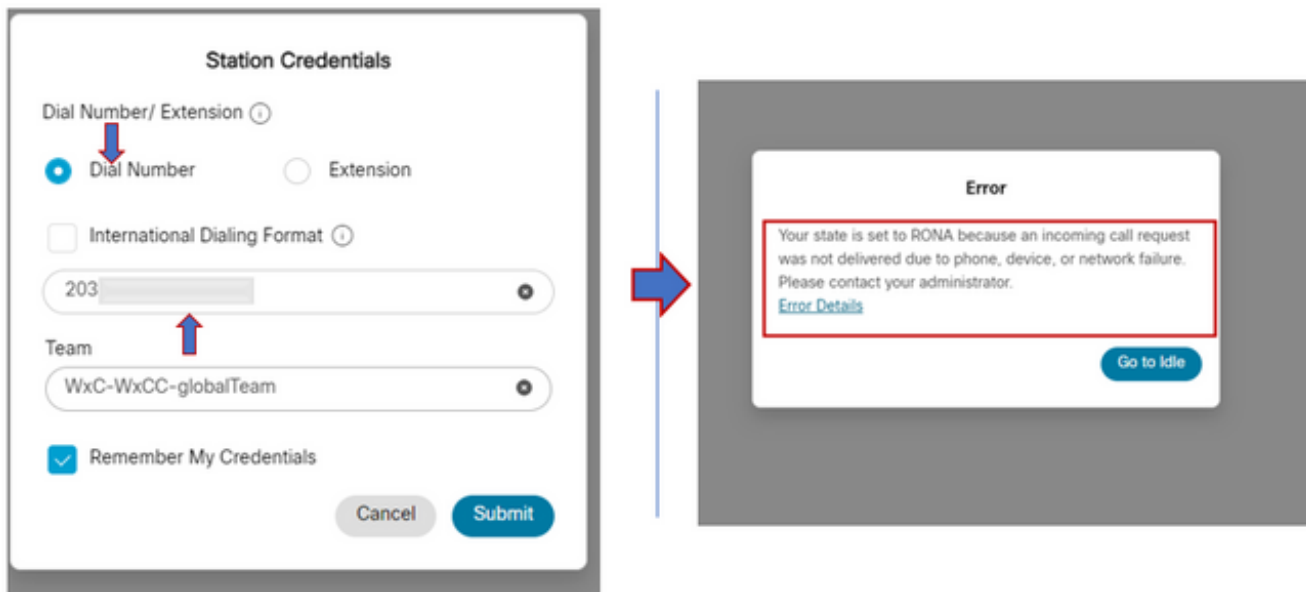 Station Credentials
Dial Number/ Extension
Dial Number
Extension
International Dialing Format
203
Team
WxC-WxCC-globalTeam
Remember My Credentials
Cancel
Submit
Error
Your state is set to RONA because an incoming call request
was not delivered due to phone, device, or network failure.
Please contact your administrator.
Error Details
Go to Idle